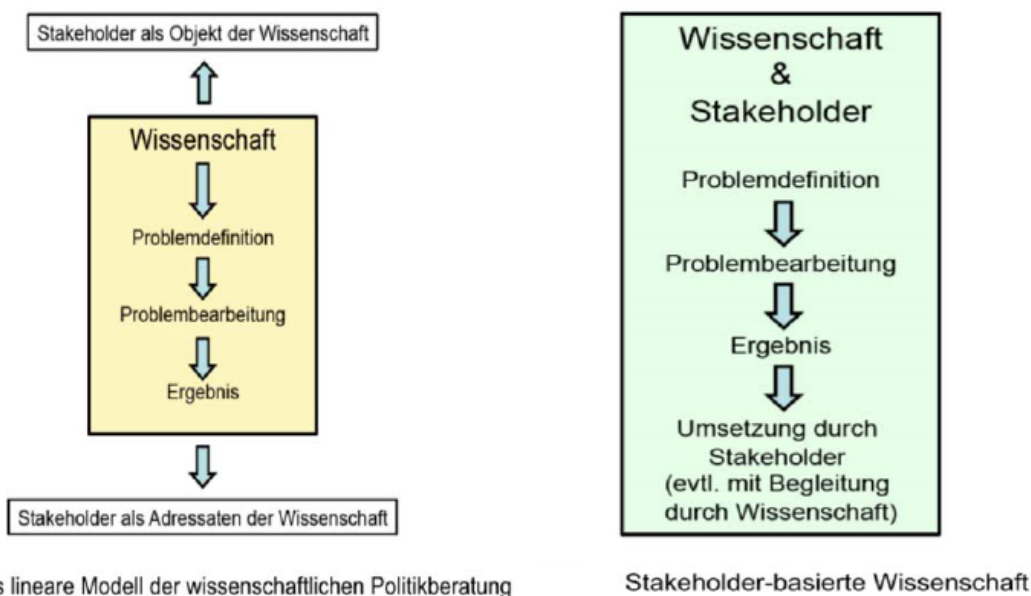 Stakeholder als Objekt der Wissenschaft
Wissenschaft
Problemdefinition
Problembearbeitung
Ergebnis
Stakeholder als Adressaten der Wissenschaft
s lineare Modell der wissenschaftlichen Politikberatung
Wissenschaft
&
Stakeholder
Problemdefinition
Problembearbeitung
Ergebnis
Umsetzung durch
Stakeholder
(evtl. mit Begleitung
durch Wissenschaft)
Stakeholder-basierte Wissenschaft